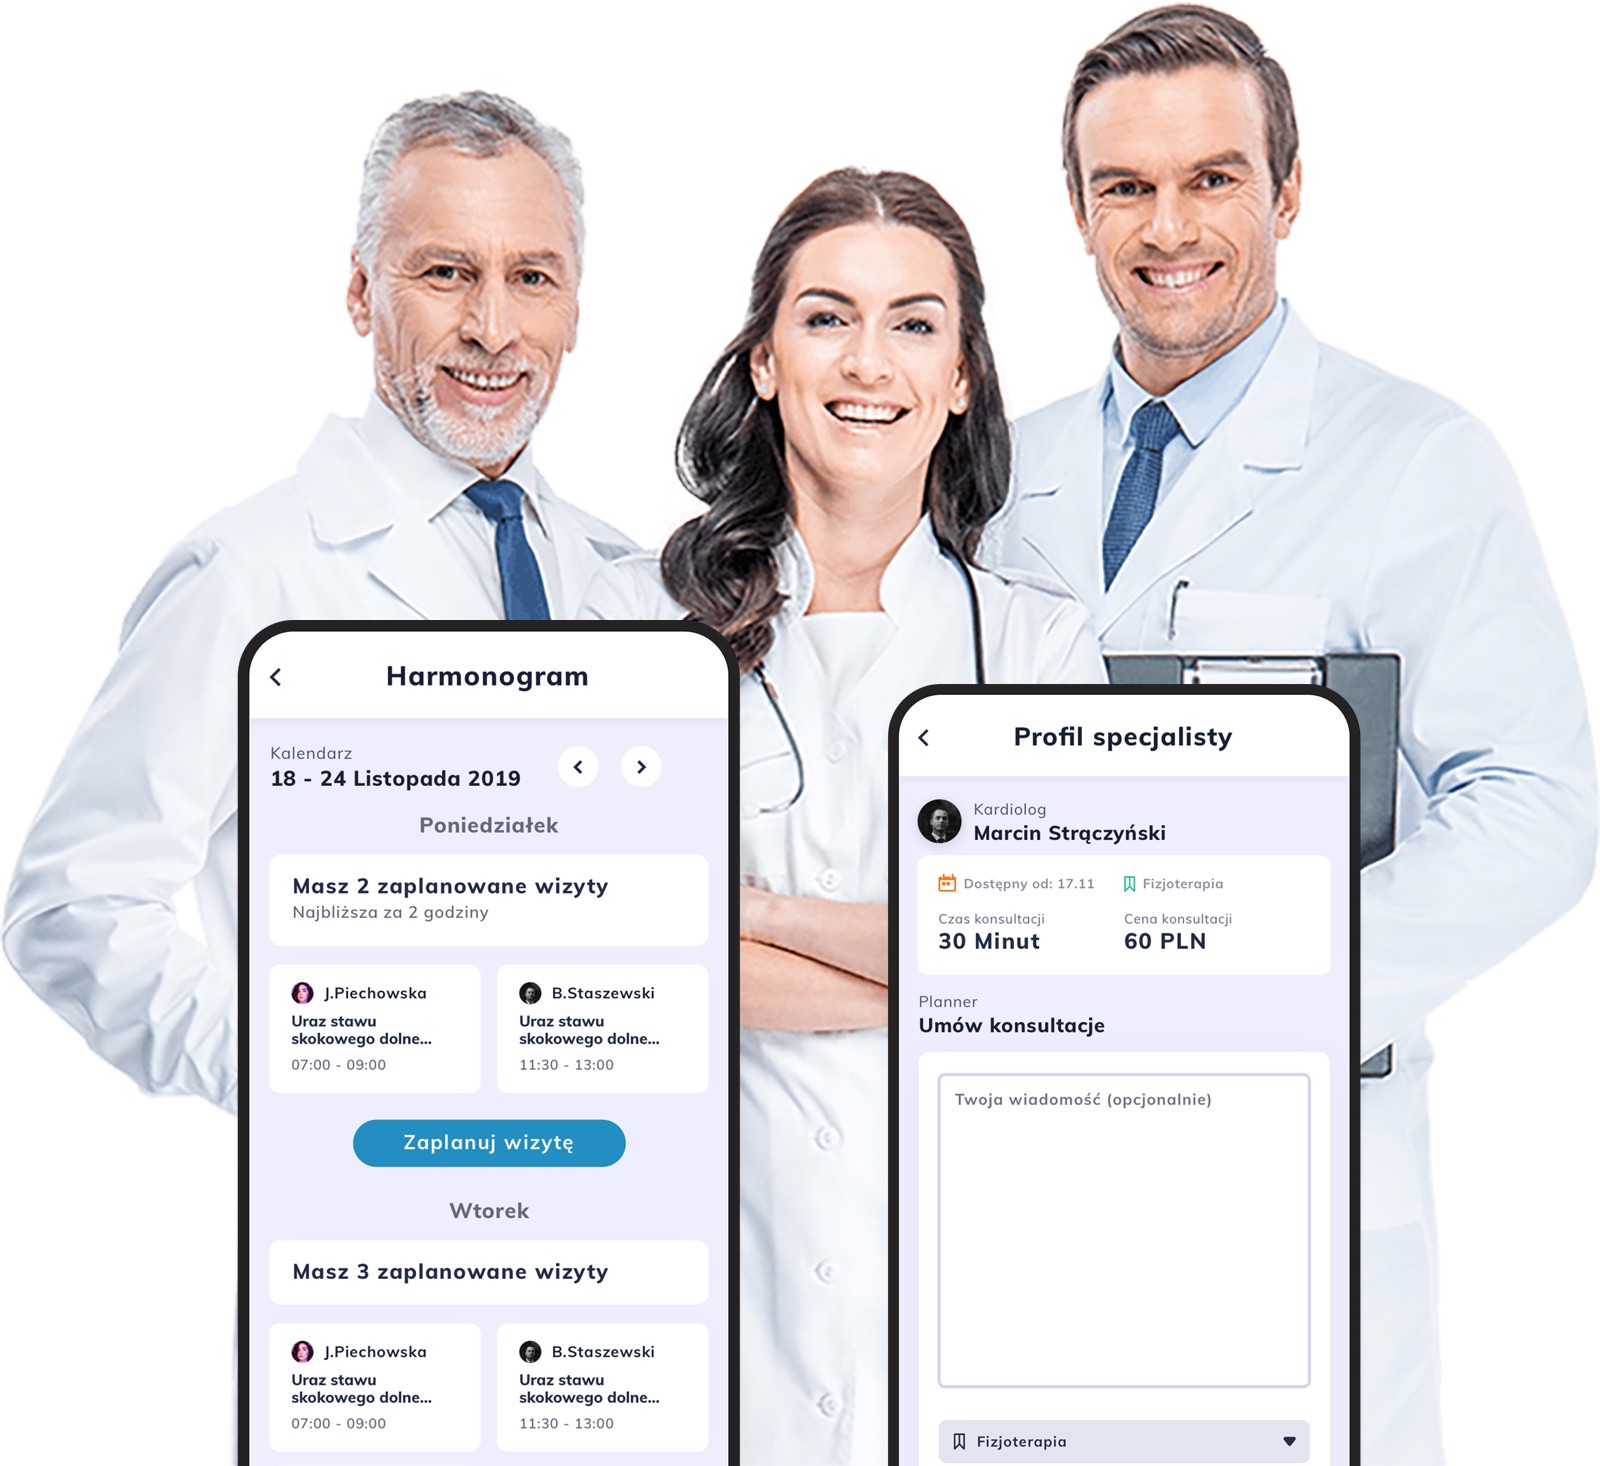 Harmonogram
Kalendarz
18 - 24 Listopada 2019
Poniedziałek
Masz 2 zaplanowane wizyty
Najbliższa za 2 godziny
J.Piechowska
Uraz stawu
skokowego dolne...
07:00 - 09:00
B.Staszewski
Uraz stawu
skokowego dolne...
11:30 - 13:00
Zaplanuj wizytę
Wtorek
Masz 3 zaplanowane wizyty
J.Piechowska
Uraz stawu
skokowego dolne...
07:00 - 09:00
B.Staszewski
Uraz stawu
skokowego dolne...
11:30 - 13:00
Profil specjalisty
Kardiolog
Marcin Strączyński
Dostępny od: 17.11
Fizjoterapia
Czas konsultacji
30 Minut
Cena konsultacji
60 PLN
Planner
Umów konsultacje
Twoja wiadomość (opcjonalnie)
Fizjoterapia